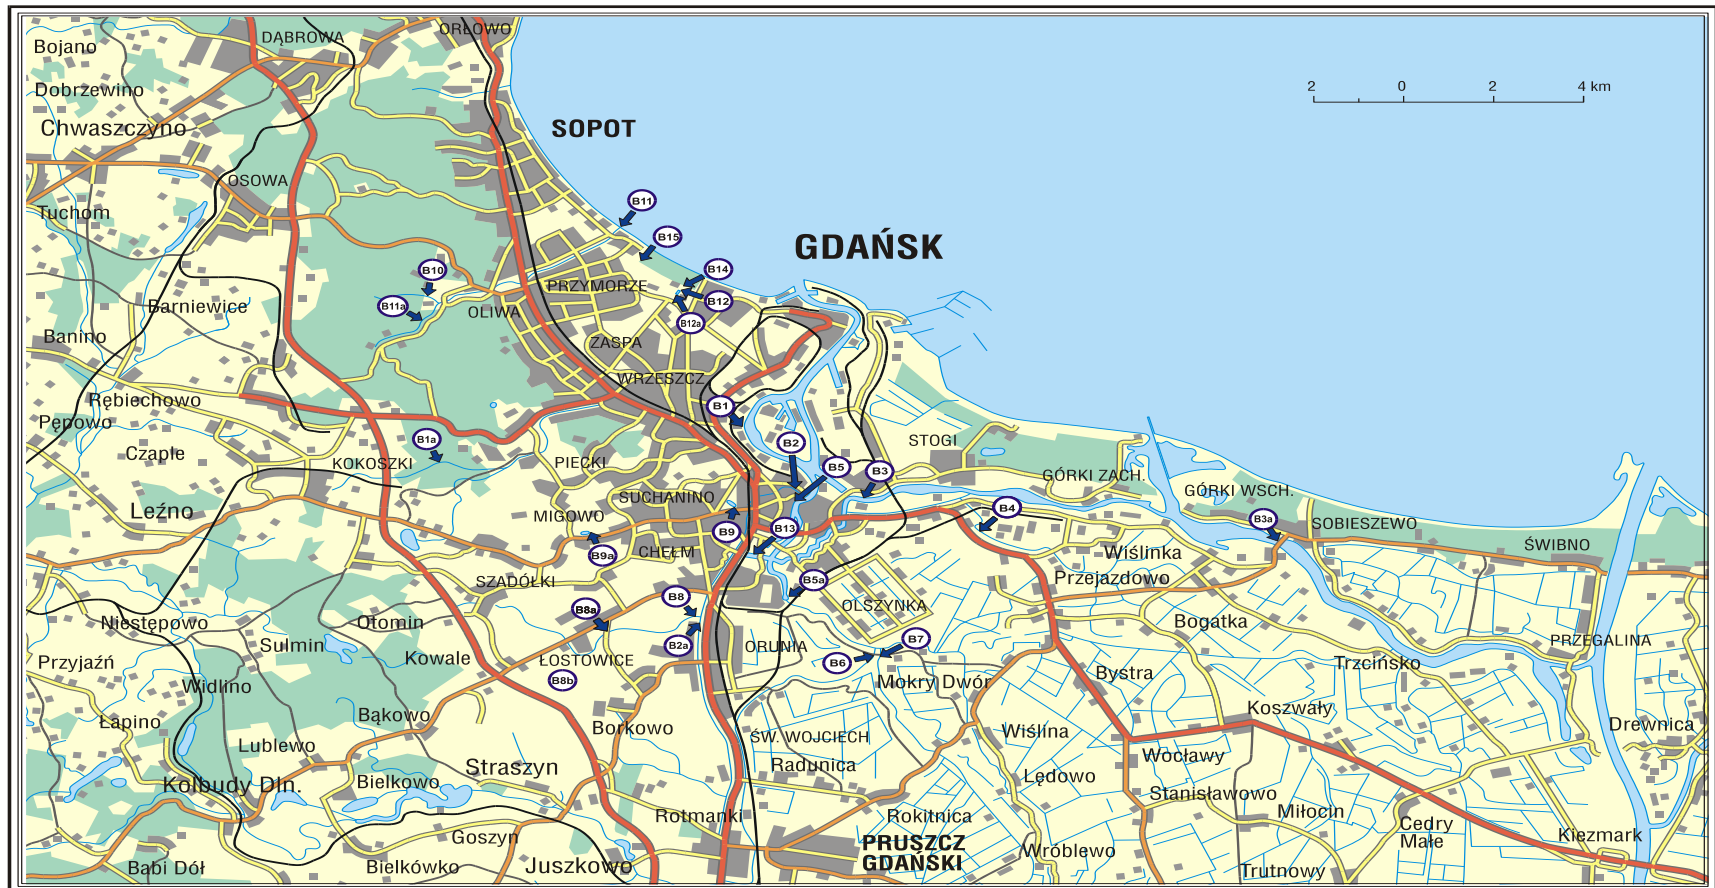 ORŁOWO
DĄBROWA
Bojano
Dobrzewino
2 0 2 4 km
Chwaszczyno
SOPOT
OSOWA
B11
Tuchom
B15
GDAŃSK
B10
B14
PRZYMORZE
B11a
B12
Barniewice
OLIWA
B12a
Banino
ZASPA
WRZESZCZ
Rębiechowo
B1
Pępowo
B1a
B2
STOGI
Czaple
KOKOSZKI
PIECKI
B5
B3
GÓRKI ZACH.
GÓRKI WSCH.
SUCHANINO
Leźno
MIGOWO
B4
B3a
SOBIESZEWO
B9
B13
ŚWIBNO
B9a
CHEŁM
Wiślinka
SZADÓŁKI
B5a
Przejazdowo
B8
B8a
OLSZYNKA
Niestępowo
Otomin
Bogatka
Sulmin
B2a
ORUNIA
B7
PRZEGALINA
Przyjaźń
Kowale
ŁOSTOWICE
B6
Trzcińsko
Widlino
B8b
Mokry Dwór
Bystra
Łapino
Bąkowo
Borkowo
Koszwały
Drewnica
Lublewo
ŚW. WOJCIECH
Wiślina
Wocławy
Kolbudy Dln.
Bielkowo
Straszyn
Radunica
Lędowo
Stanisławowo
Miłocin
Goszyn
Rotmanki
Rokitnica
Cedry
Małe
Kiezmark
PRUSZCZ
GDAŃSKI
Wróblewo
Babi Dół
Bielkówko
Juszkowo
Trutnowy